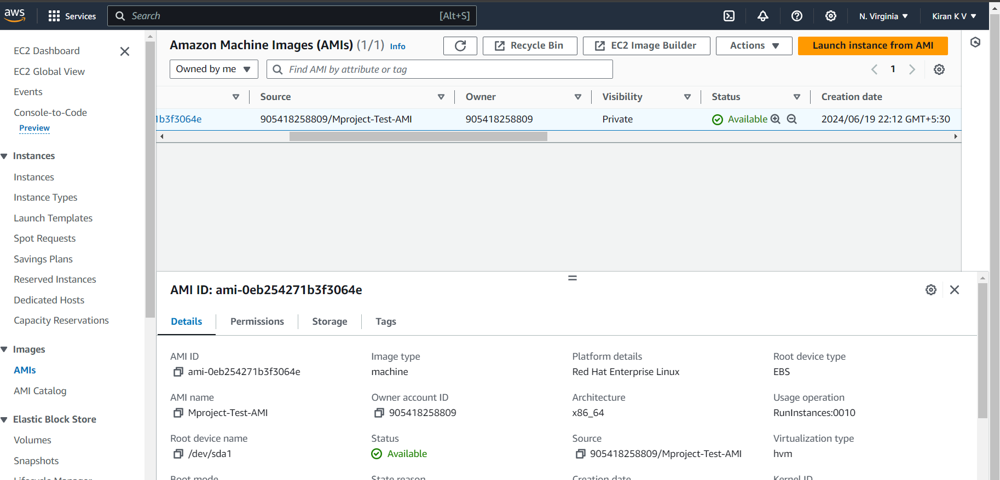 aws
Services
Search
[Alt+S]
N. Virginia
Kiran K V
EC2 Dashboard
EC2 Global View
Events
Console-to-Code
Preview
Instances
Instances
Instance Types
Launch Templates
Spot Requests
Savings Plans
Reserved Instances
Dedicated Hosts
Capacity Reservations
Images
AMIs
AMI Catalog
Elastic Block Store
Volumes
Snapshots
Lifecycle Manager
Amazon Machine Images (AMIs) (1/1) Info
Recycle Bin
EC2 Image Builder
Actions
Launch instance from AMI
Owned by me
Find AMI by attribute or tag
1
Source
Owner
Visibility
Status
Creation date
1b3f3064e
905418258809/Mproject-Test-AMI
905418258809
Private
Available
2024/06/19 22:12 GMT+5:30
AMI ID: ami-0eb254271b3f3064e
Details
Permissions
Storage
Tags
AMI ID
ami-0eb254271b3f3064e
Image type
machine
Platform details
Red Hat Enterprise Linux
Root device type
EBS
AMI name
Mproject-Test-AMI
Owner account ID
905418258809
Architecture
x86_64
Usage operation
RunInstances:0010
Root device name
/dev/sda1
Status
Available
Source
905418258809/Mproject-Test-AMI
Virtualization type
hvm
Boot mode
State reason
Creation date
Kernel ID